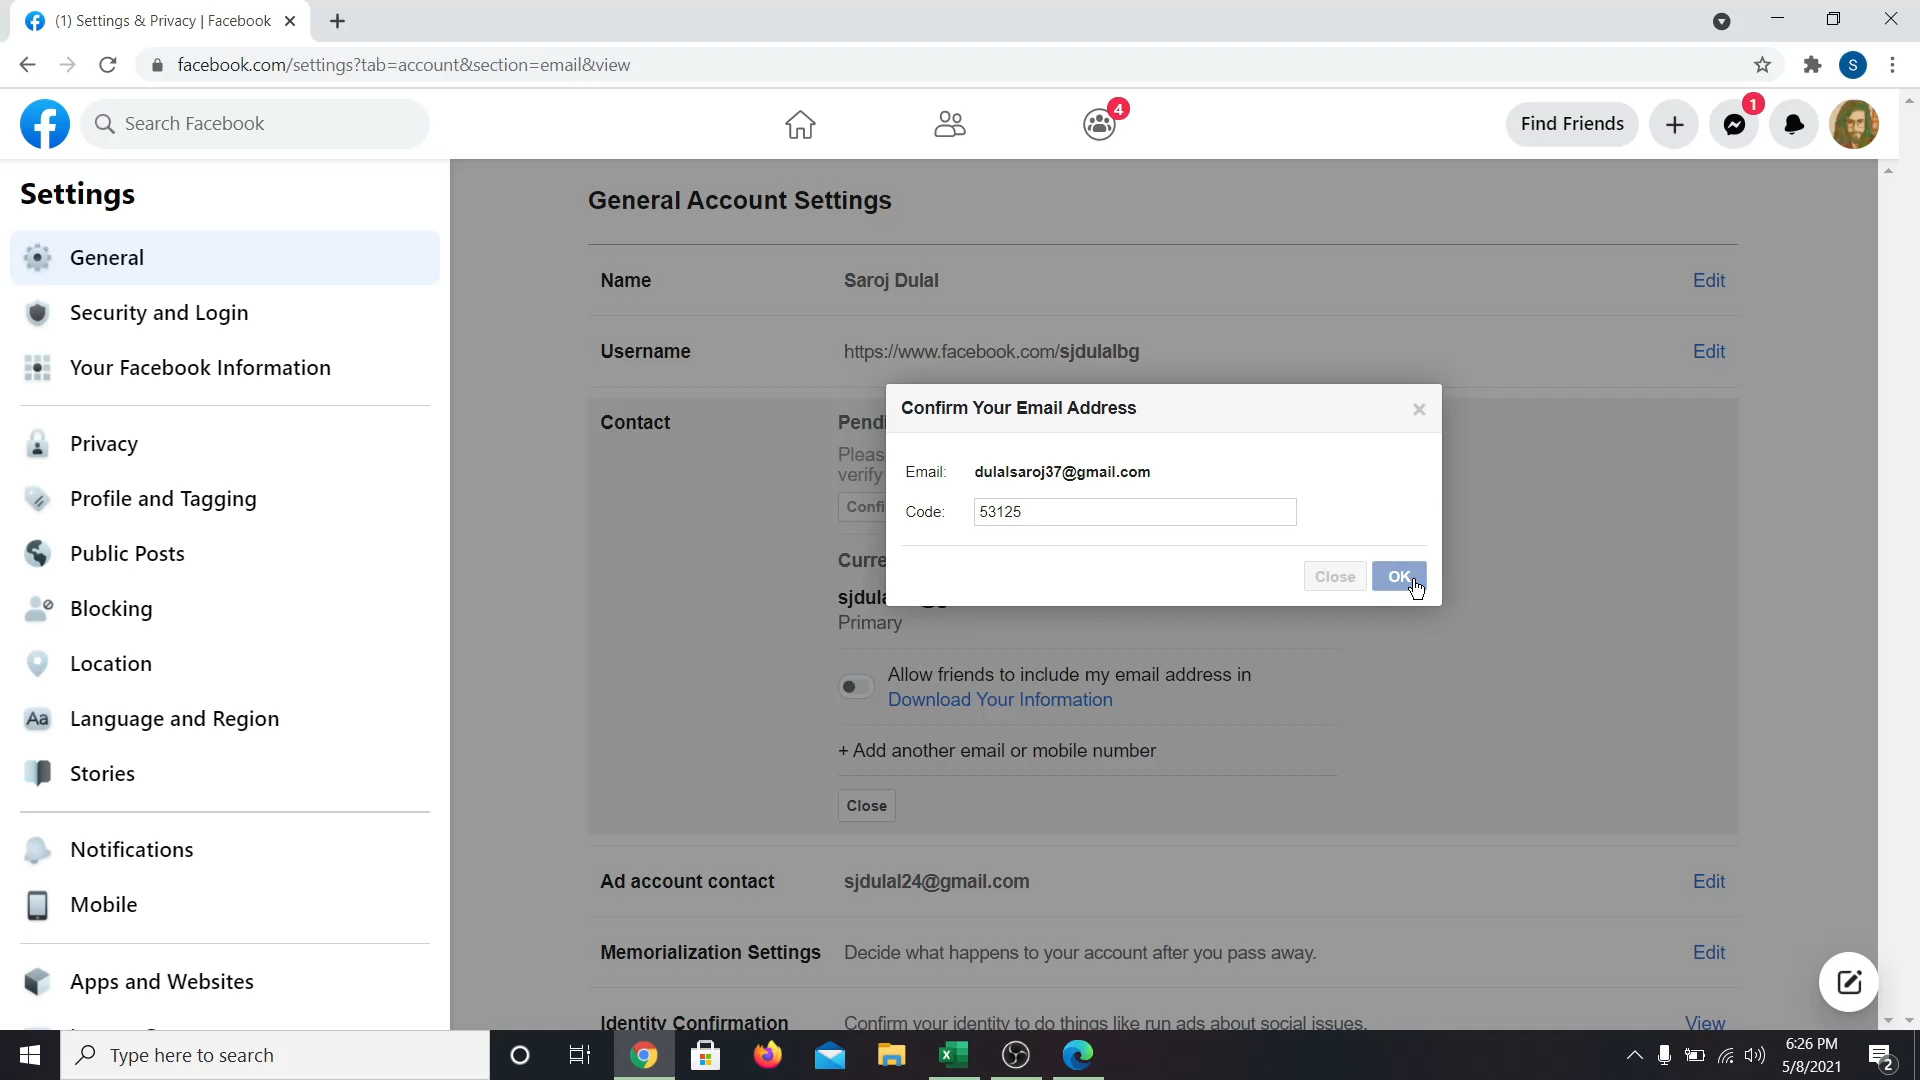 (1) Settings & Privacy | Facebook
facebook.com/settings?tab=account&section=email&view
S
Search Facebook
4
Find Friends
1
Settings
General
Security and Login
Your Facebook Information
Privacy
Profile and Tagging
Public Posts
Blocking
Location
Aa Language and Region
Stories
Notifications
Mobile
Apps and Websites
General Account Settings
Name Saroj Dulal Edit
Username https://www.facebook.com/sjdulalbg Edit
Contact
Pendi
Pleas
verify
Confi
Curre
sjdula
Primary
Confirm Your Email Address
Email: dulalsaroj37@gmail.com
Code: 53125
Close OK
Allow friends to include my email address in
Download Your Information
+ Add another email or mobile number
Close
Ad account contact sjdulal24@gmail.com Edit
Memorialization Settings Decide what happens to your account after you pass away. Edit
Identity Confirmation Confirm your identity to do things like run ads about social issues. View
Type here to search
6:26 PM
5/8/2021
2